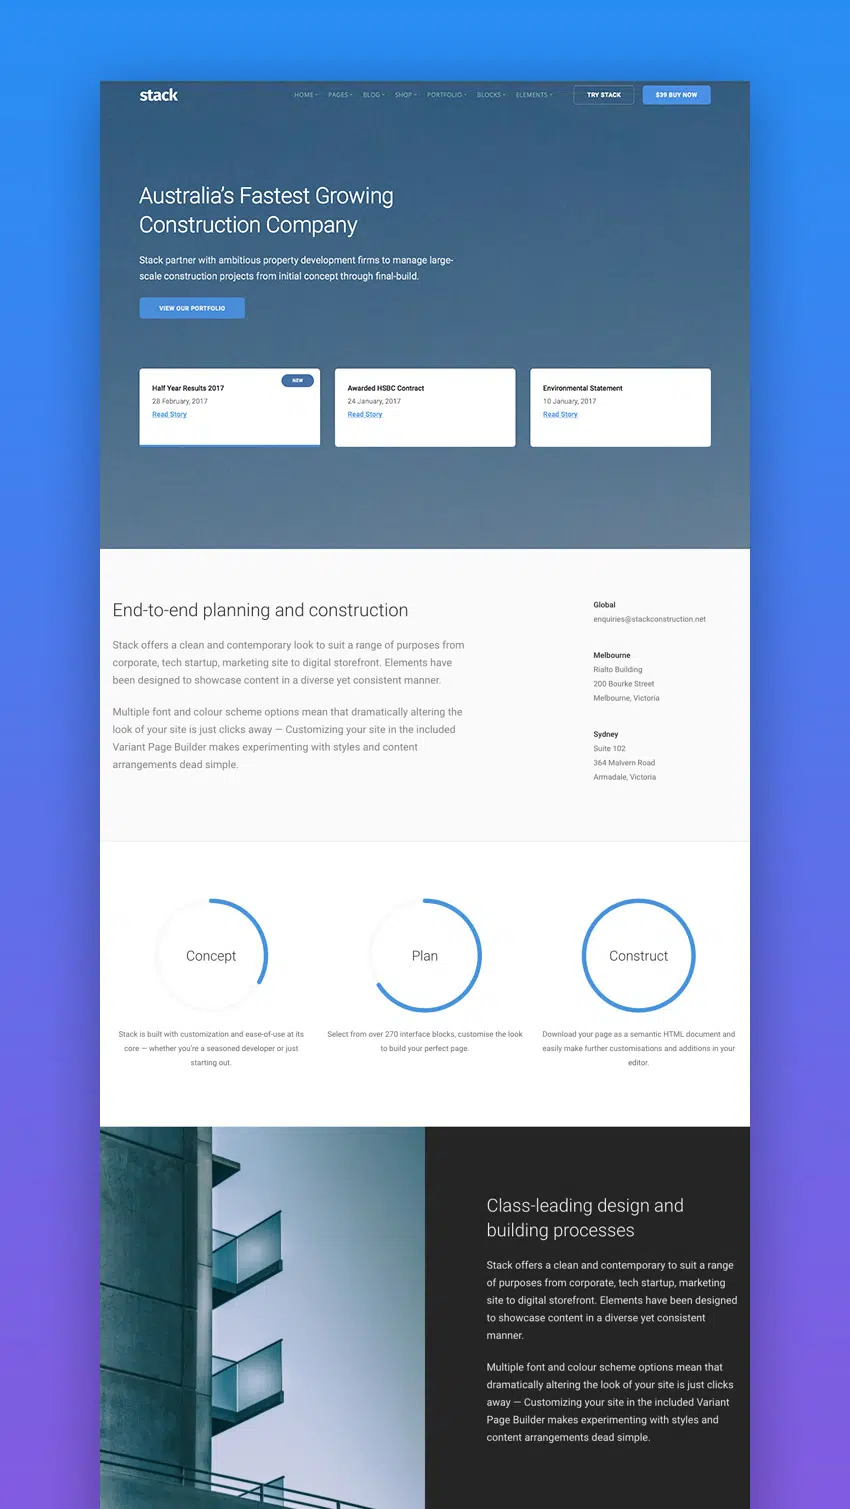 stack
HOME PAGES BLOG SHOP PORTFOLIO BLOCKS ELEMENTS TRY STACK $39 BUY NOW
Australia's Fastest Growing
Construction Company
Stack partner with ambitious property development firms to manage large-
scale construction projects from initial concept through final-build.
VIEW OUR PORTFOLIO
NEW
Half Year Results 2017
28 February, 2017
Read Story
Awarded HSBC Contract
24 January, 2017
Read Story
Environmental Statement
10 January, 2017
Read Story
End-to-end planning and construction
Stack offers a clean and contemporary look to suit a range of purposes from
corporate, tech startup, marketing site to digital storefront. Elements have
been designed to showcase content in a diverse yet consistent manner.
Multiple font and colour scheme options mean that dramatically altering the
look of your site is just clicks away — Customizing your site in the included
Variant Page Builder makes experimenting with styles and content
arrangements dead simple.
Global
enquiries@stackconstruction.net
Melbourne
Rialto Building
200 Bourke Street
Melbourne, Victoria
Sydney
Suite 102
364 Malvern Road
Armadale, Victoria
Concept
Stack is built with customization and ease-of-use at its
core — whether you're a seasoned developer or just
starting out.
Plan
Select from over 270 interface blocks, customise the look
to build your perfect page.
Construct
Download your page as a semantic HTML document and
easily make further customisations and additions in your
editor.
Class-leading design and
building processes
Stack offers a clean and contemporary to suit a range
of purposes from corporate, tech startup, marketing
site to digital storefront. Elements have been designed
to showcase content in a diverse yet consistent
manner.
Multiple font and colour scheme options mean that
dramatically altering the look of your site is just clicks
away — Customizing your site in the included Variant
Page Builder makes experimenting with styles and
content arrangements dead simple.